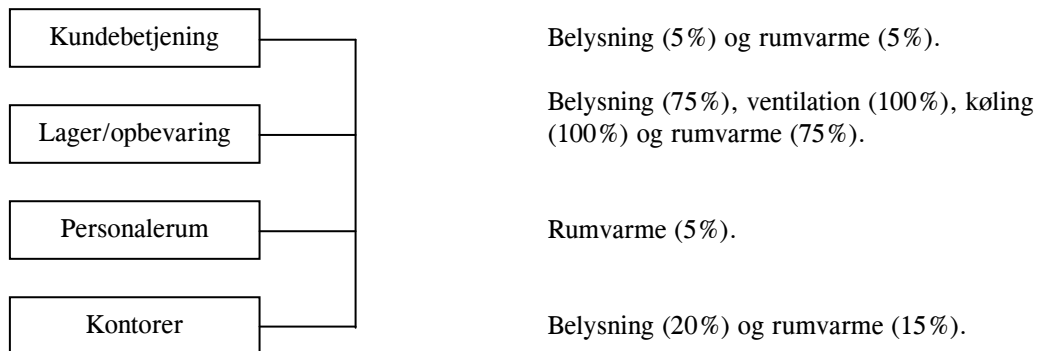 Kundebetjening
Belysning (5%) og rumvarme (5%).
Lager/opbevaring
Belysning (75%), ventilation (100%), køling
(100%) og rumvarme (75%).
Personalerum
Rumvarme (5%).
Kontorer
Belysning (20%) og rumvarme (15%).